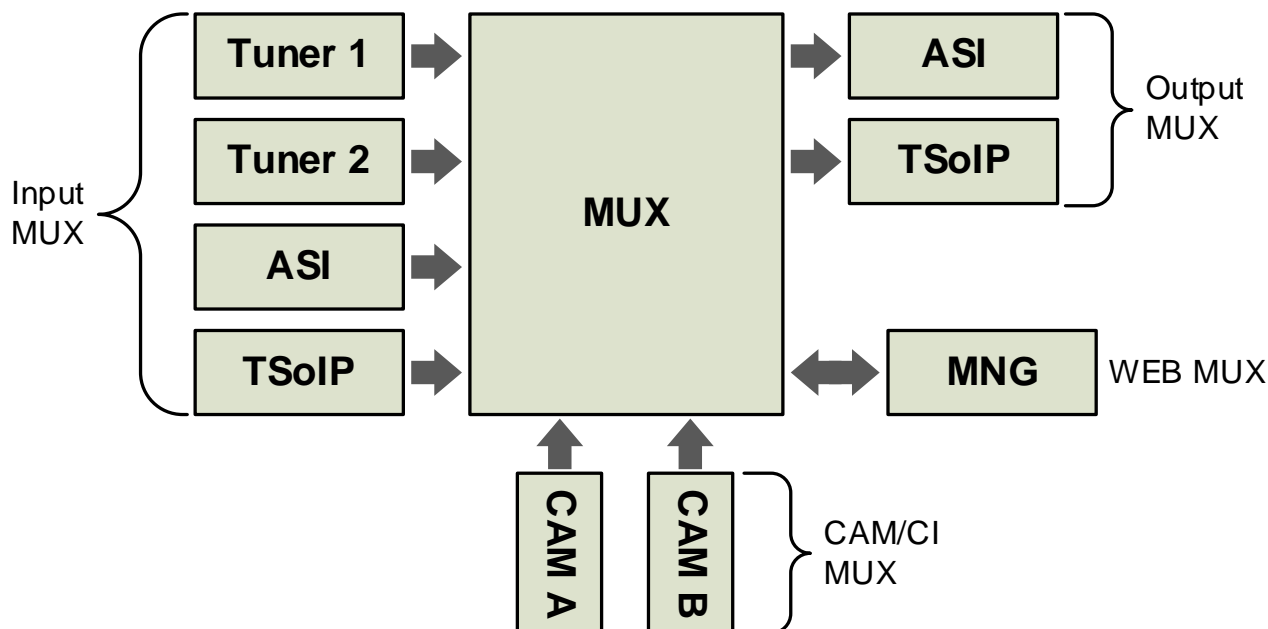 Tuner 1
Tuner 2
ASI
TSoIP
Input
MUX
MUX
ASI
TSoIP
Output
MUX
MNG
WEB MUX
CAM A
CAM B
CAM/CI
MUX